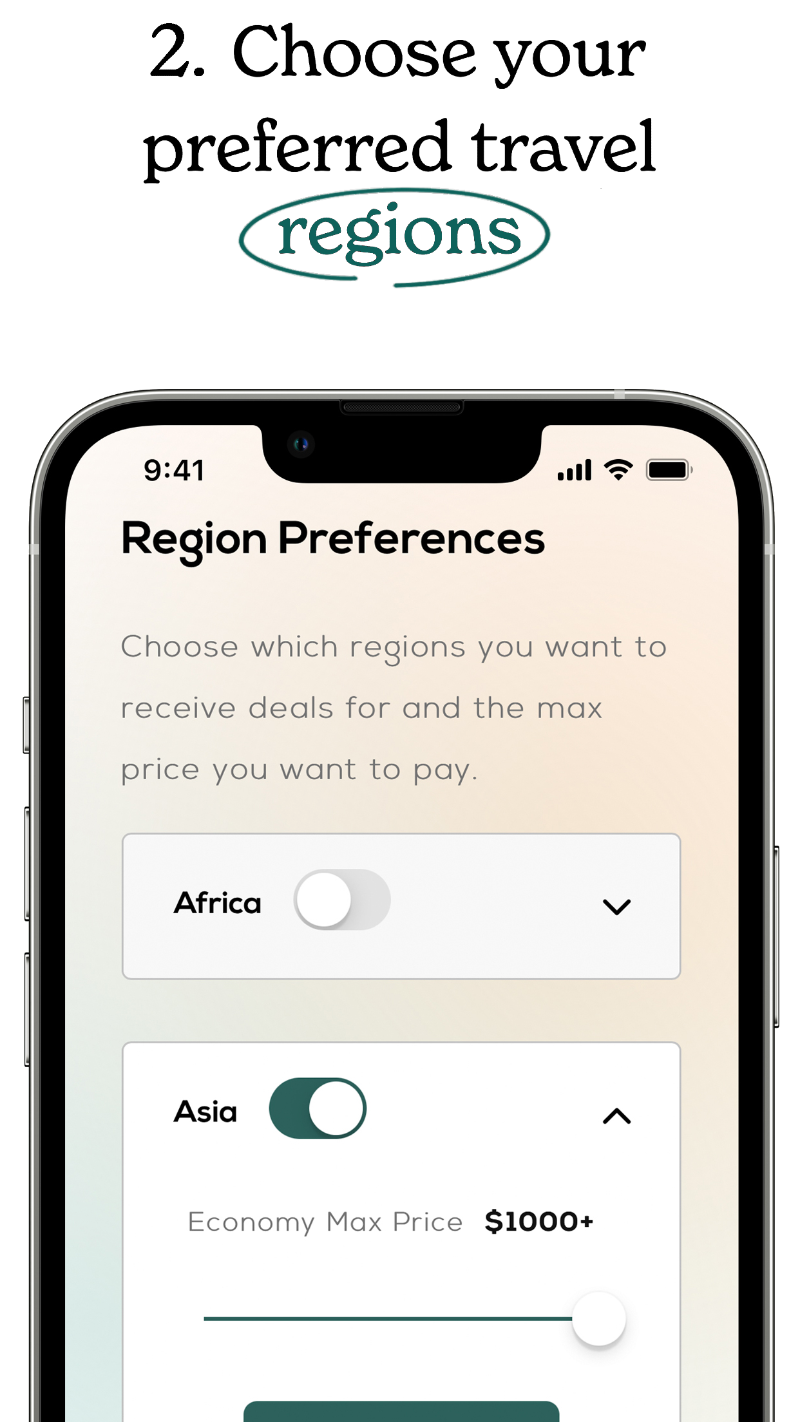 2. Choose your
preferred travel
regions
9:41
Region Preferences
Choose which regions you want to
receive deals for and the max
price you want to pay.
Africa
Asia
Economy Max Price $1000+